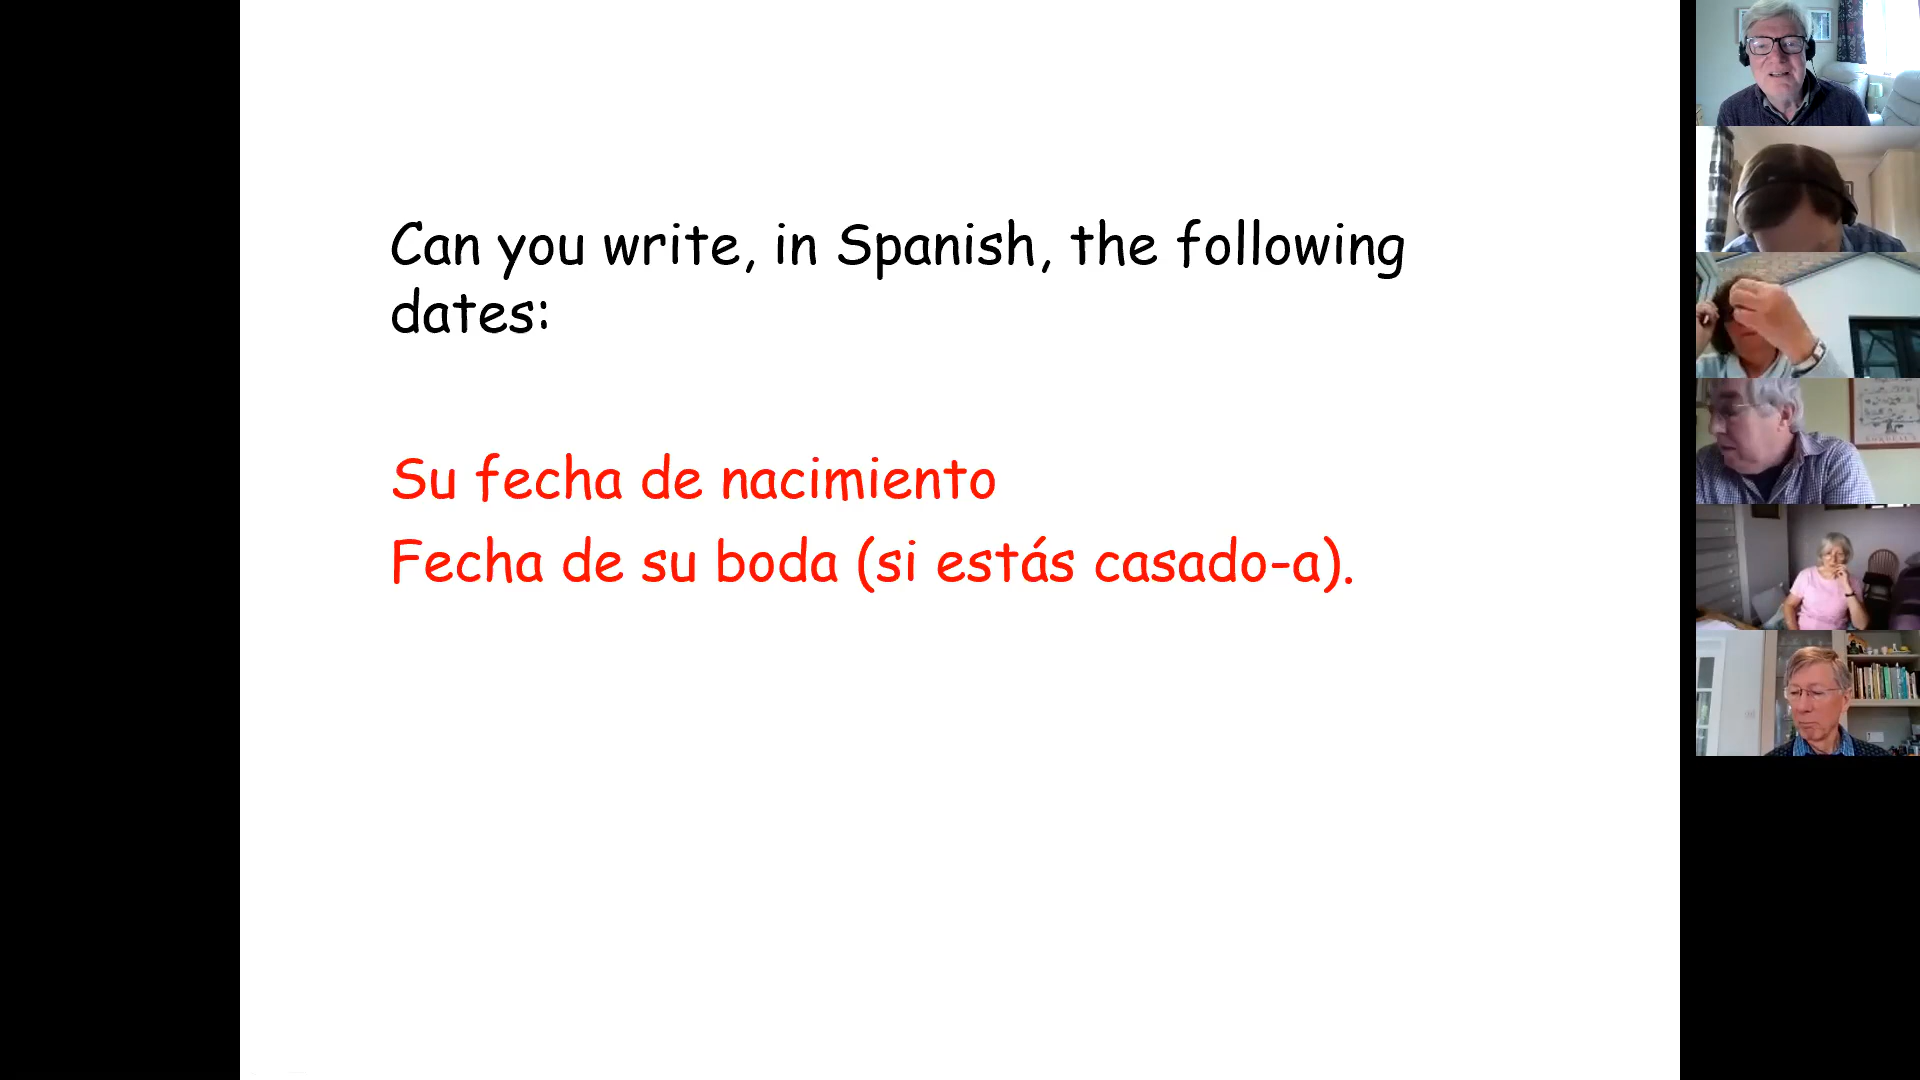 Can you write, in Spanish, the following
dates:
Su fecha de nacimiento
Fecha de su boda (si estás casado-a).